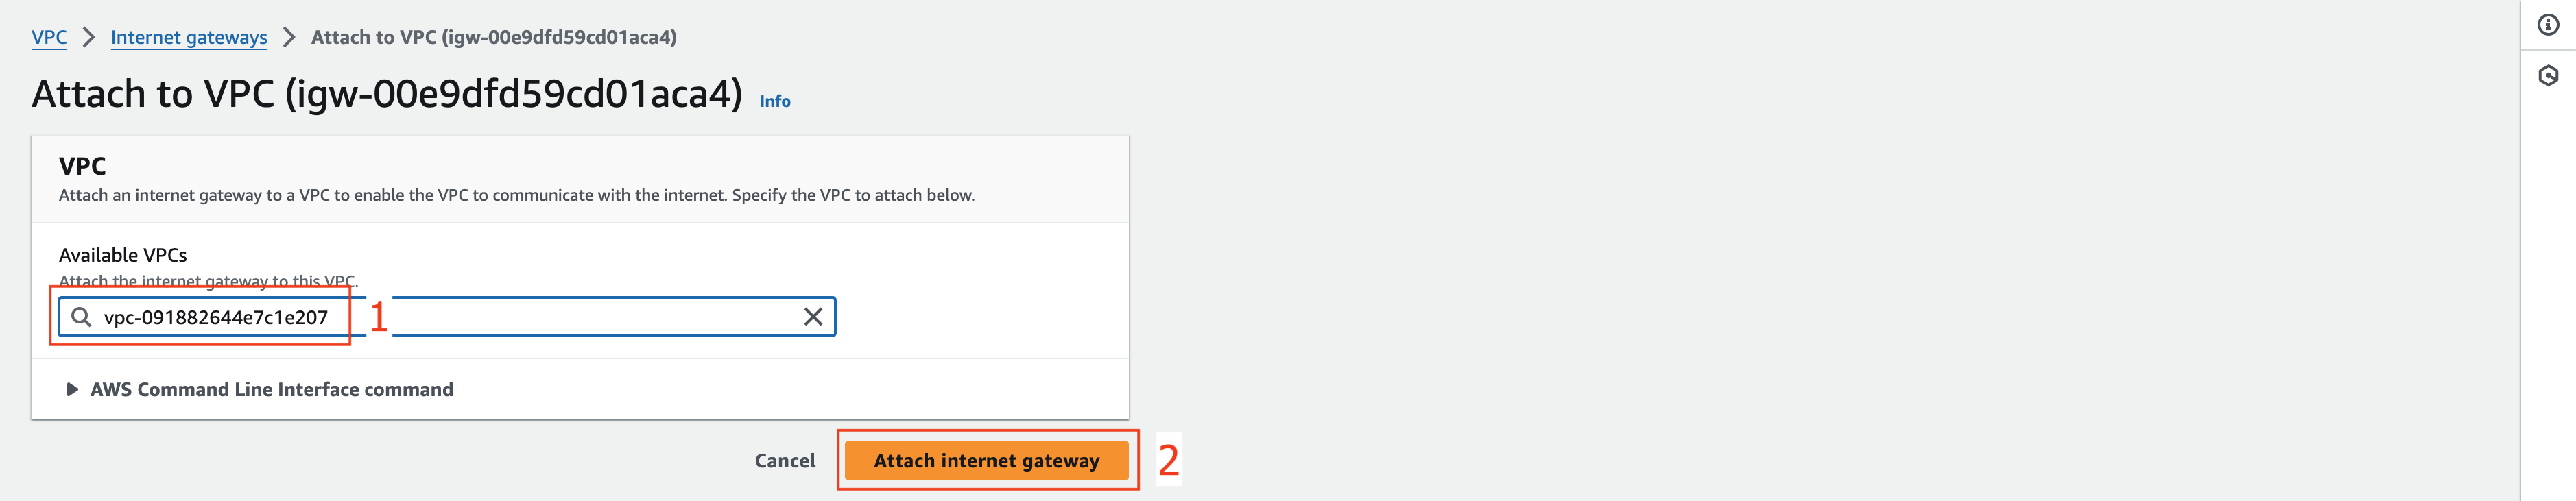 VPC > Internet gateways > Attach to VPC (igw-00e9dfd59cd01aca4)
Attach to VPC (igw-00e9dfd59cd01aca4) Info
VPC
Attach an internet gateway to a VPC to enable the VPC to communicate with the internet. Specify the VPC to attach below.
Available VPCs
Attach the internet gateway to this VPC.
vpc-091882644e7c1e207 1
AWS Command Line Interface command
Cancel Attach internet gateway 2